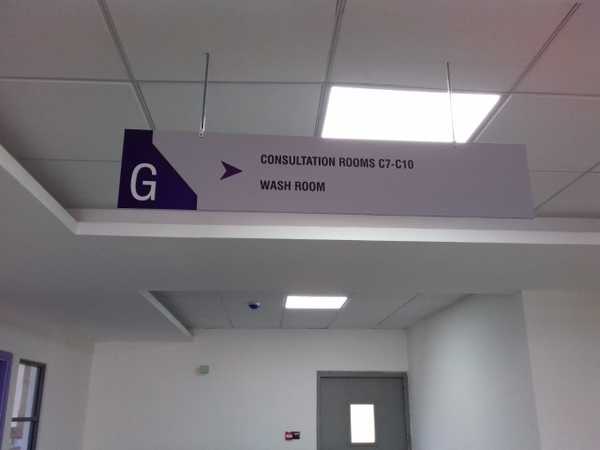 G
CONSULTATION ROOMS C7-C10
WASH ROOM